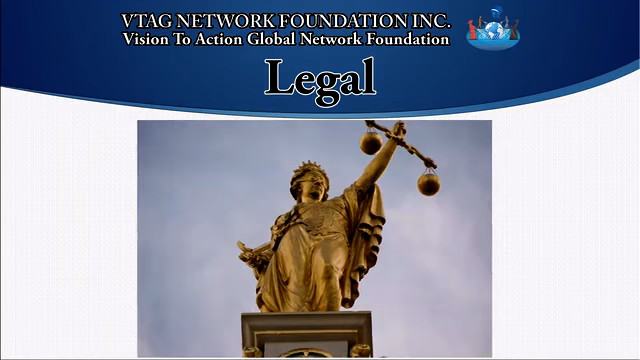 VTAG NETWORK FOUNDATION INC.
Vision To Action Global Network Foundation
Legal